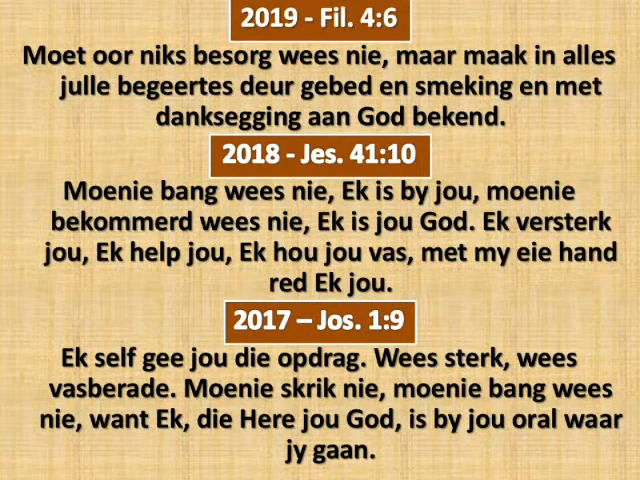 2019 - Fil. 4:6
Moet oor niks besorg wees nie, maar maak in alles
julle begeertes deur gebed en smeking en met
danksegging aan God bekend.
2018 - Jes. 41:10
Moenie bang wees nie, Ek is by jou, moenie
bekommerd wees nie, Ek is jou God. Ek versterk
jou, Ek help jou, Ek hou jou vas, met my eie hand
red Ek jou.
2017 – Jos. 1:9
Ek self gee jou die opdrag. Wees sterk, wees
vasberade. Moenie skrik nie, moenie bang wees
nie, want Ek, die Here jou God, is by jou oral waar
jy gaan.